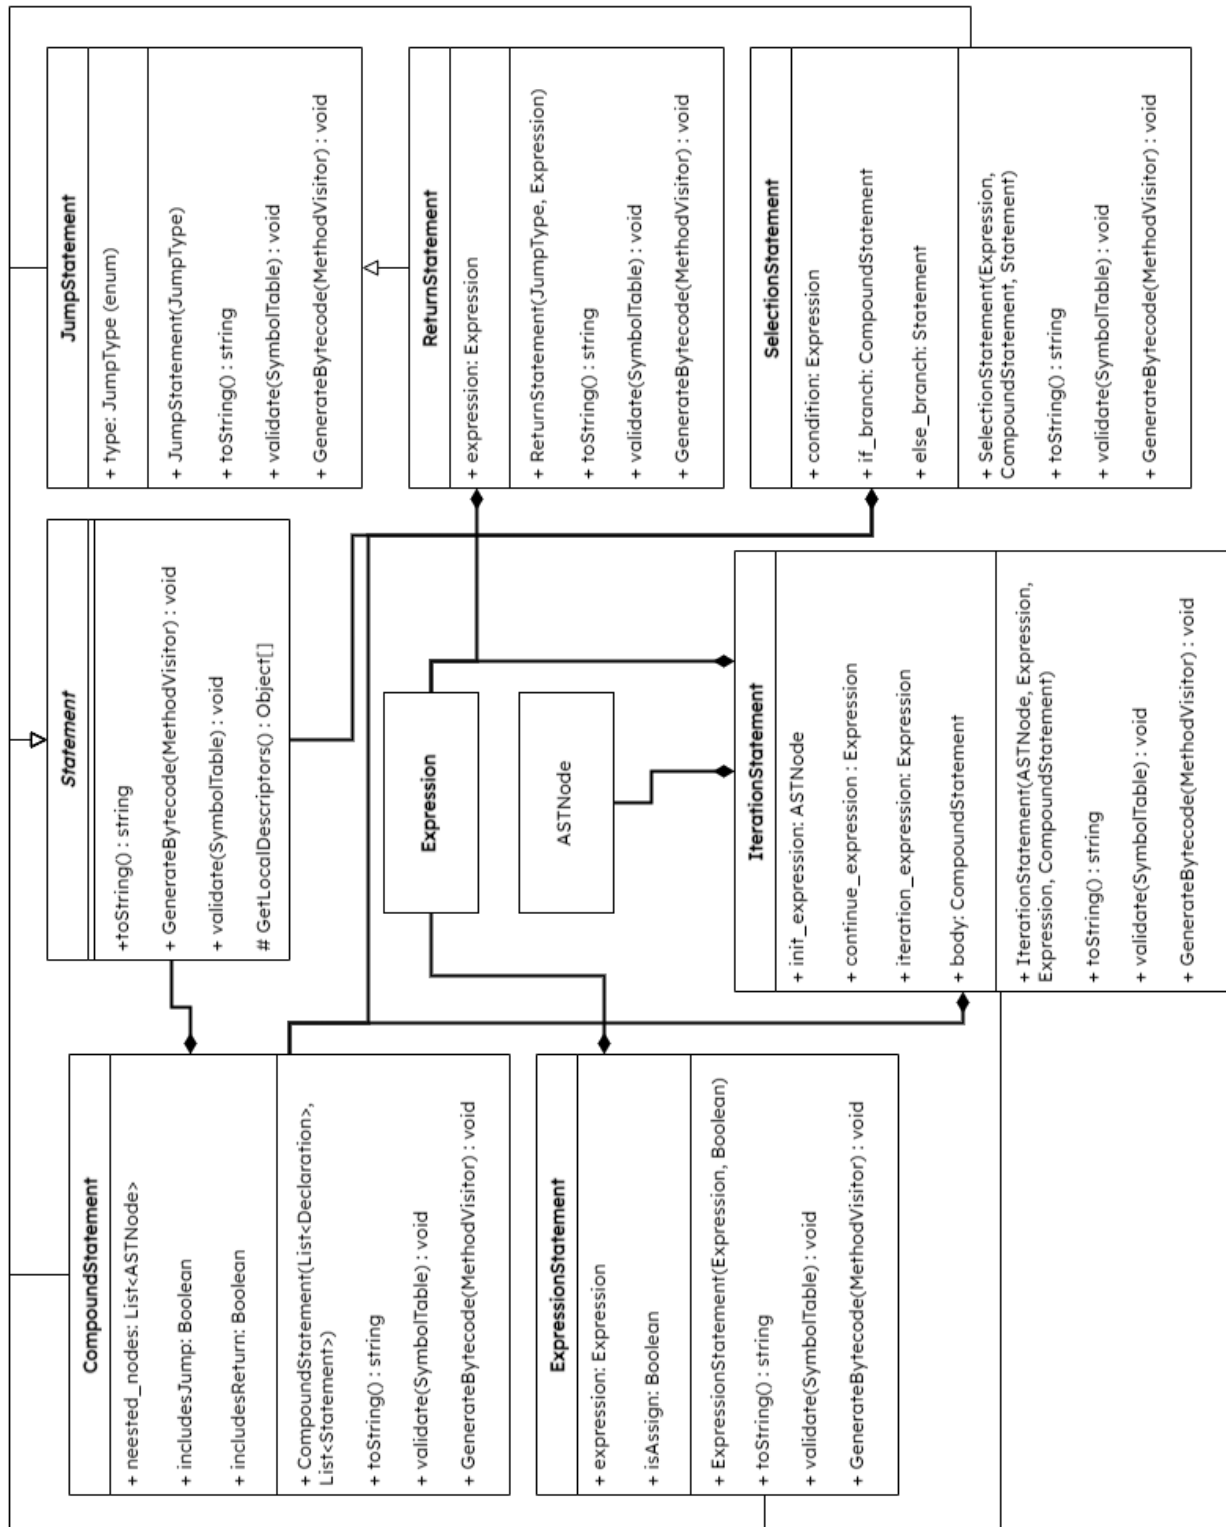 CompoundStatement
+ neested_nodes: List<ASTNode>
+ includesJump: Boolean
+ includesReturn: Boolean
+ CompoundStatement(List<Declaration>,
List<Statement>)
+ toString() : string
+ validate(SymbolTable) : void
+ GenerateBytecode(MethodVisitor) : void
Statement
+toString() : string
+ GenerateBytecode(MethodVisitor) : void
+ validate(SymbolTable) : void
# GetLocalDescriptors() : Object[]
JumpStatement
+ type: JumpType (enum)
+ JumpStatement(JumpType)
+ toString() : string
+ validate(SymbolTable) : void
+ GenerateBytecode(MethodVisitor) : void
ReturnStatement
+ expression: Expression
+ ReturnStatement(JumpType, Expression)
+ toString() : string
+ validate(SymbolTable) : void
+ GenerateBytecode(MethodVisitor) : void
Expression
ASTNode
ExpressionStatement
+ expression: Expression
+ isAssign: Boolean
+ ExpressionStatement(Expression, Boolean)
+ toString() : string
+ validate(SymbolTable) : void
+ GenerateBytecode(MethodVisitor) : void
IterationStatement
+ init_expression: ASTNode
+ continue_expression : Expression
+ iteration_expression: Expression
+ body: CompoundStatement
+ IterationStatement(ASTNode, Expression,
Expression, CompoundStatement)
+ toString() : string
+ validate(SymbolTable) : void
+ GenerateBytecode(MethodVisitor) : void
SelectionStatement
+ condition: Expression
+ if_branch: CompoundStatement
+ else_branch: Statement
+ SelectionStatement(Expression,
CompoundStatement, Statement)
+ toString() : string
+ validate(SymbolTable) : void
+ GenerateBytecode(MethodVisitor) : void